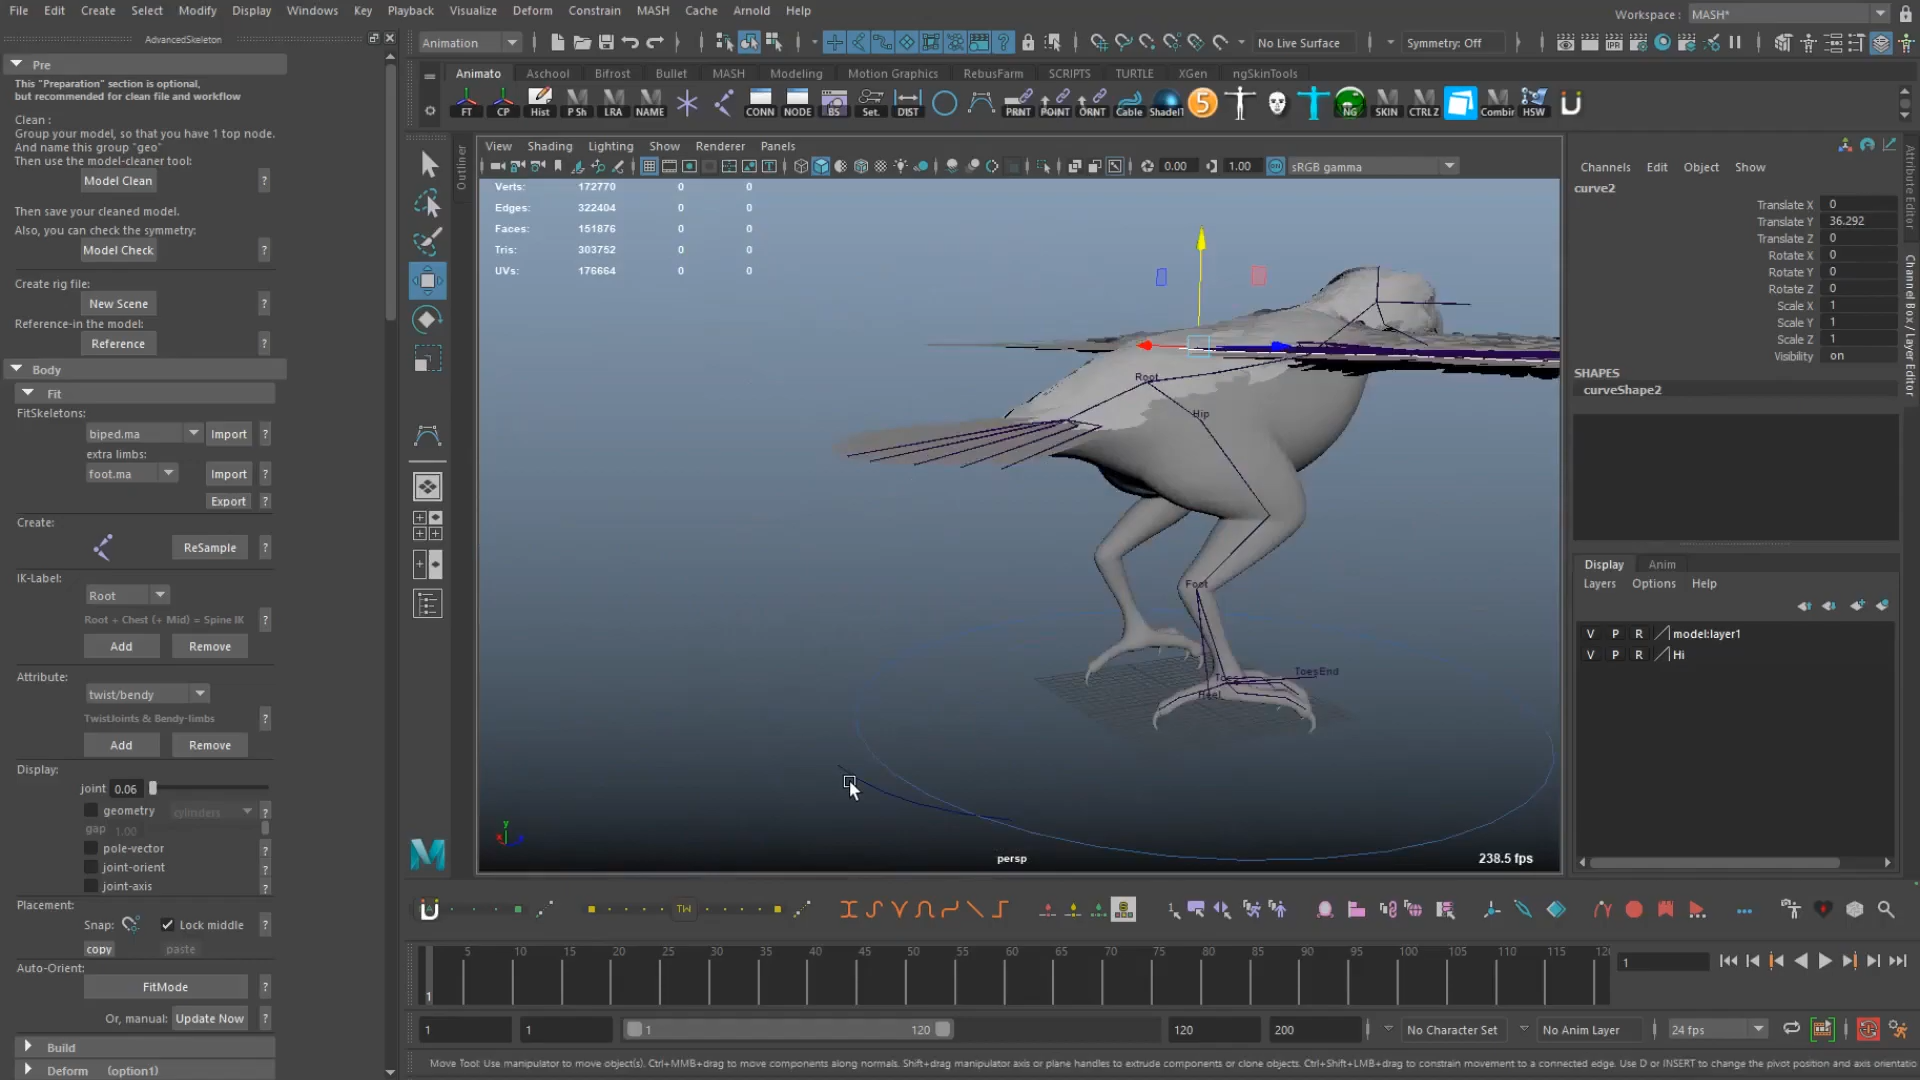 File Edit Create Select Modify Display Windows Key Playback Visualize Deform Constrain MASH Cache Arnold Help
Workspace : MASH*
AdvancedSkeleton
Animation
No Live Surface
Symmetry: Off
Pre
This "Preparation" section is optional,
but recommended for clean file and workflow
Clean :
Group your model, so that you have 1 top node.
And name this group "geo"
Then use the model-cleaner tool:
Model Clean ?
Then save your cleaned model.
Also, you can check the symmetry:
Model Check ?
Create rig file:
New Scene ?
Reference-in the model:
Reference ?
Body
Fit
FitSkeletons:
biped.ma Import ?
extra limbs:
foot.ma Import ?
Export ?
Create:
ReSample ?
IK-Label:
Root
Root + Chest (+ Mid) = Spine IK ?
Add Remove
Attribute:
twist/bendy
TwistJoints & Bendy-limbs ?
Add Remove
Display:
joint 0.06
geometry cylinders ?
gap 1.00
pole-vector ?
joint-orient ?
joint-axis ?
Placement:
Snap: Lock middle ?
copy paste
Auto-Orient:
FitMode ?
Or, manual: Update Now ?
Build
Deform (option1)
Animato Aschool Bifrost Bullet MASH Modeling Motion Graphics RebusFarm SCRIPTS TURTLE XGen ngSkinTools
FT CP Hist P Sh LRA NAME CONN NODE BS Set. DIST PRNT POINT ORNT Cable Shadel1 5 NG SKIN CTRLZ Combir HSW
Outliner
View Shading Lighting Show Renderer Panels
0.00 1.00 sRGB gamma
Verts: 172770 0 0
Edges: 322404 0 0
Faces: 151876 0 0
Tris: 303752 0 0
UVs: 176664 0 0
Root
Hip
Foot
ToesEnd
Toes
Heel
y
persp
238.5 fps
Channels Edit Object Show
curve2
Translate X 0
Translate Y 36.292
Translate Z 0
Rotate X 0
Rotate Y 0
Rotate Z 0
Scale X 1
Scale Y 1
Scale Z 1
Visibility on
SHAPES
curveShape2
Display Anim
Layers Options Help
V P R model:layer1
V P R Hi
Attribute Editor
Channel Box / Layer Editor
TW
5 10 15 20 25 30 35 40 45 50 55 60 65 70 75 80 85 90 95 100 105 110 115 120
1
1
1 1 1 120 120 200
No Character Set
No Anim Layer
24 fps
Move Tool: Use manipulator to move object(s). Ctrl+MMB+drag to move components along normals. Shift+drag manipulator axis or plane handles to extrude components or clone objects. Ctrl+Shift+LMB+drag to constrain movement to a connected edge. Use D or INSERT to change the pivot position and axis orientatio